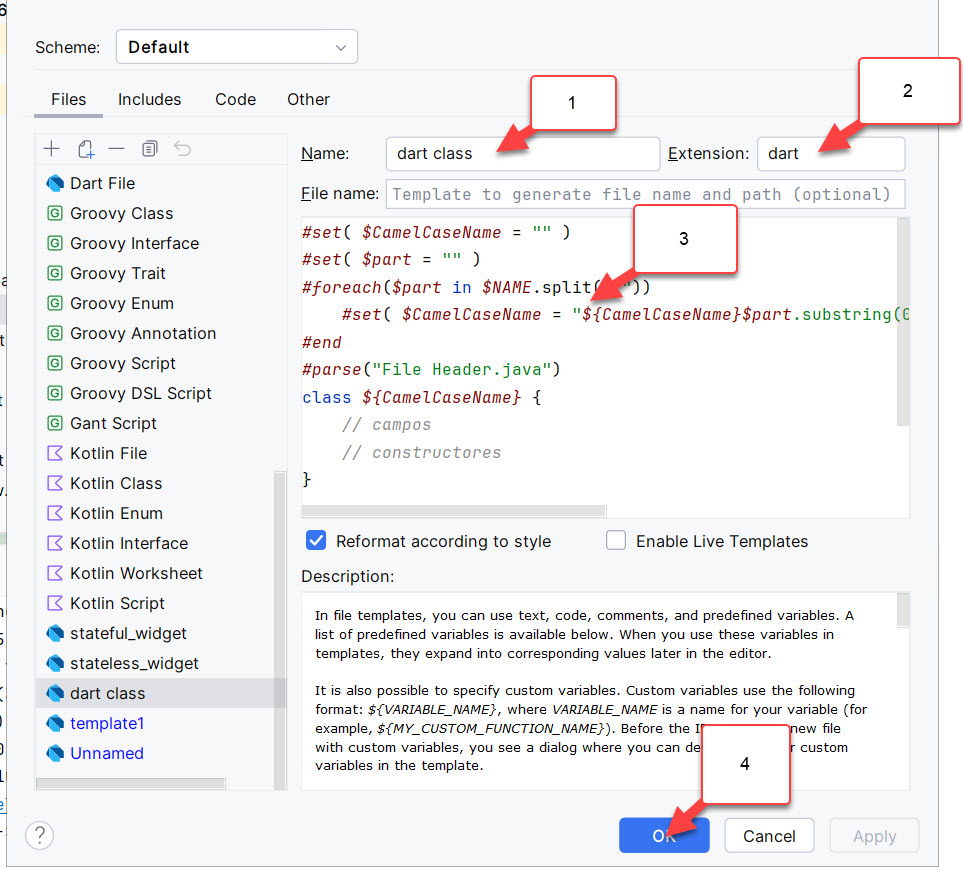 Scheme: Default
Files Includes Code Other
1
2
Name: dart class Extension: dart
File name: Template to generate file name and path (optional)
Dart File
Groovy Class
Groovy Interface
Groovy Trait
Groovy Enum
Groovy Annotation
Groovy Script
Groovy DSL Script
Gant Script
Kotlin File
Kotlin Class
Kotlin Enum
Kotlin Interface
Kotlin Worksheet
Kotlin Script
stateful_widget
stateless_widget
dart class
template1
Unnamed
#set( $CamelCaseName = "" )
#set( $part = "" )
3
#foreach($part in $NAME.split( "))
#set( $CamelCaseName = "${CamelCaseName}$part.substring(0
#end
#parse("File Header.java")
class ${CamelCaseName} {
// campos
// constructores
}
Reformat according to style Enable Live Templates
Description:
In file templates, you can use text, code, comments, and predefined variables. A
list of predefined variables is available below. When you use these variables in
templates, they expand into corresponding values later in the editor.
It is also possible to specify custom variables. Custom variables use the following
format: ${VARIABLE_NAME}, where VARIABLE_NAME is a name for your variable (for
example, ${MY_CUSTOM_FUNCTION_NAME}). Before the new file
with custom variables, you see a dialog where you can custom
variables in the template.
4
? OK Cancel Apply